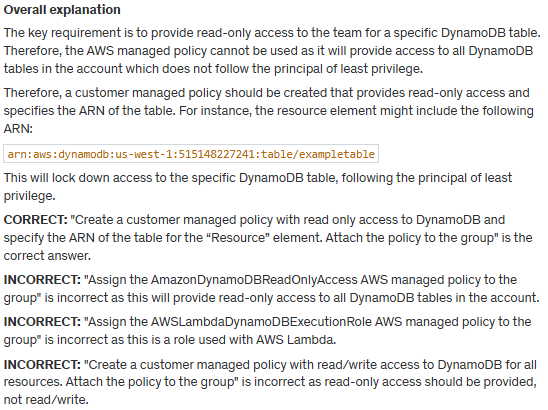 Overall explanation
The key requirement is to provide read-only access to the team for a specific DynamoDB table.
Therefore, the AWS managed policy cannot be used as it will provide access to all DynamoDB
tables in the account which does not follow the principal of least privilege.
Therefore, a customer managed policy should be created that provides read-only access and
specifies the ARN of the table. For instance, the resource element might include the following
ARN:
arn:aws:dynamodb:us-west-1:515148227241:table/exampletable
This will lock down access to the specific DynamoDB table, following the principal of least
privilege.
CORRECT: "Create a customer managed policy with read only access to DynamoDB and
specify the ARN of the table for the “Resource” element. Attach the policy to the group" is the
correct answer.
INCORRECT: "Assign the AmazonDynamoDBReadOnlyAccess AWS managed policy to the
group" is incorrect as this will provide read-only access to all DynamoDB tables in the account.
INCORRECT: "Assign the AWSLambdaDynamoDBExecutionRole AWS managed policy to the
group" is incorrect as this is a role used with AWS Lambda.
INCORRECT: "Create a customer managed policy with read/write access to DynamoDB for all
resources. Attach the policy to the group" is incorrect as read-only access should be provided,
not read/write.